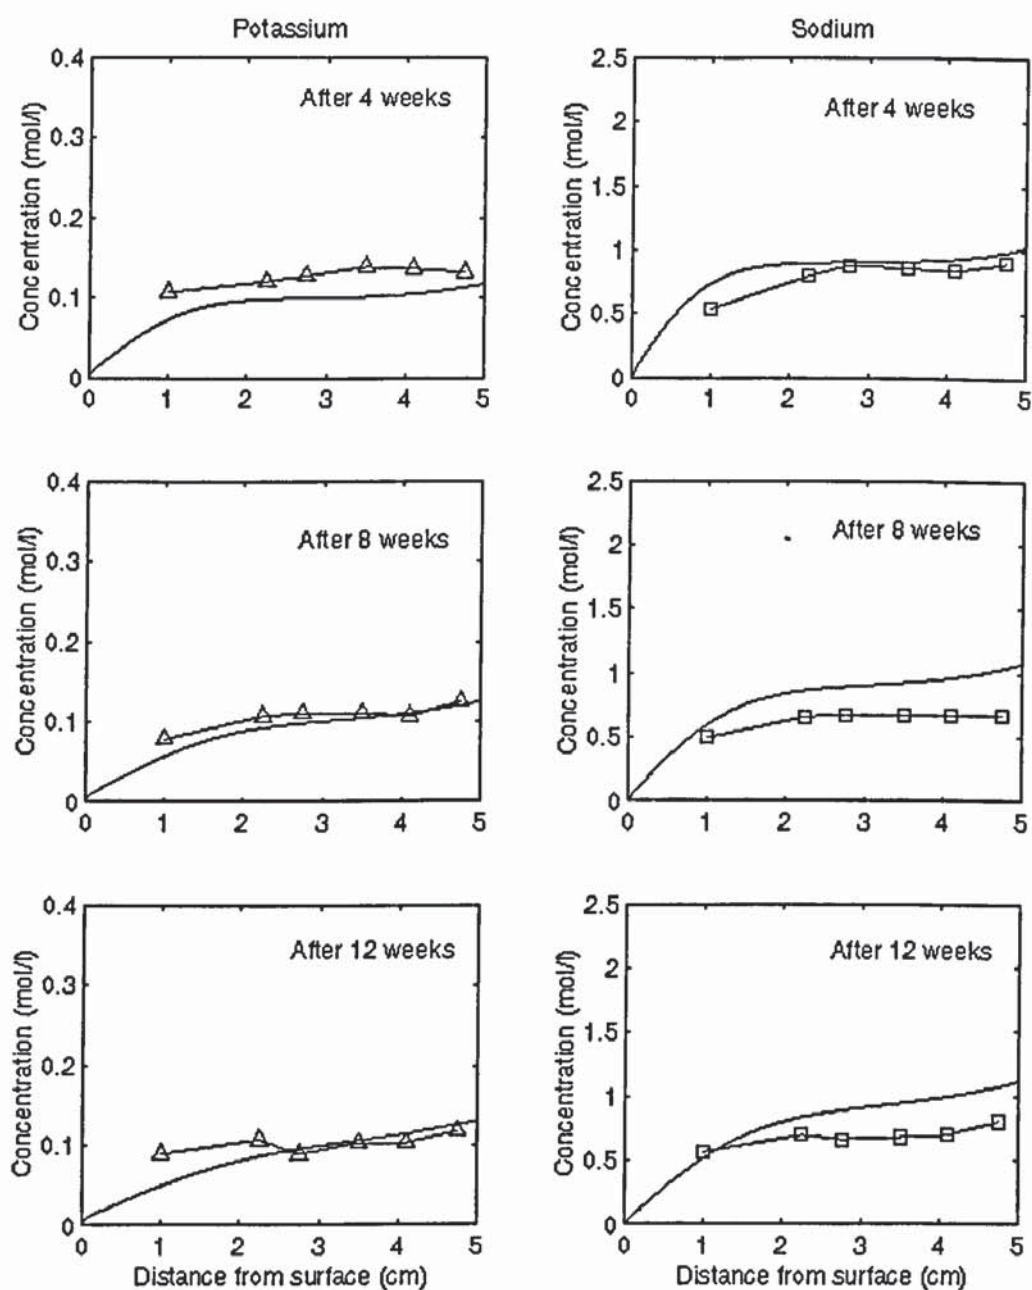 Potassium
Sodium
Concentration (mol/l)
0.4
0.3
0.2
0.1
0
After 4 weeks
0 1 2 3 4 5
Concentration (mol/l)
2.5
2
1.5
1
0.5
0
After 4 weeks
0 1 2 3 4 5
Concentration (mol/l)
0.4
0.3
0.2
0.1
0
After 8 weeks
0 1 2 3 4 5
Concentration (mol/l)
2.5
2
1.5
1
0.5
0
After 8 weeks
0 1 2 3 4 5
Concentration (mol/l)
0.4
0.3
0.2
0.1
0
After 12 weeks
0 1 2 3 4 5
Distance from surface (cm)
Concentration (mol/l)
2.5
2
1.5
1
0.5
0
After 12 weeks
0 1 2 3 4 5
Distance from surface (cm)